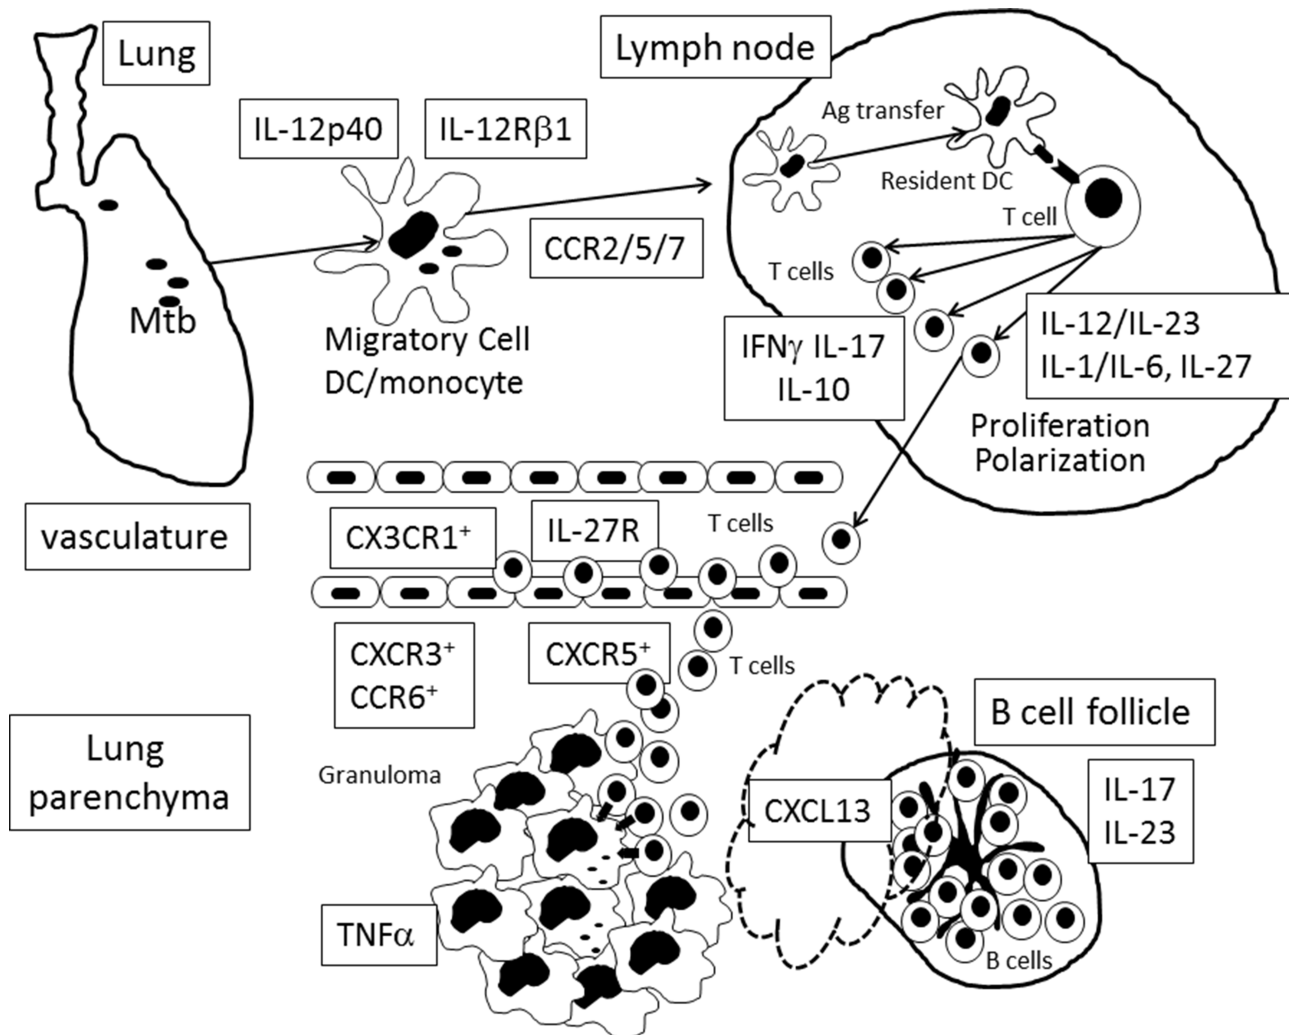 Lung
Lymph node
IL-12p40
IL-12Rβ1
Ag transfer
Resident DC
T cell
CCR2/5/7
T cells
Mtb
Migratory Cell
DC/monocyte
IFNγ IL-17
IL-10
IL-12/IL-23
IL-1/IL-6, IL-27
Proliferation
Polarization
vasculature
CX3CR1⁺
IL-27R
T cells
CXCR3⁺
CCR6⁺
CXCR5⁺
T cells
Lung
parenchyma
Granuloma
B cell follicle
CXCL13
IL-17
IL-23
TNFα
B cells